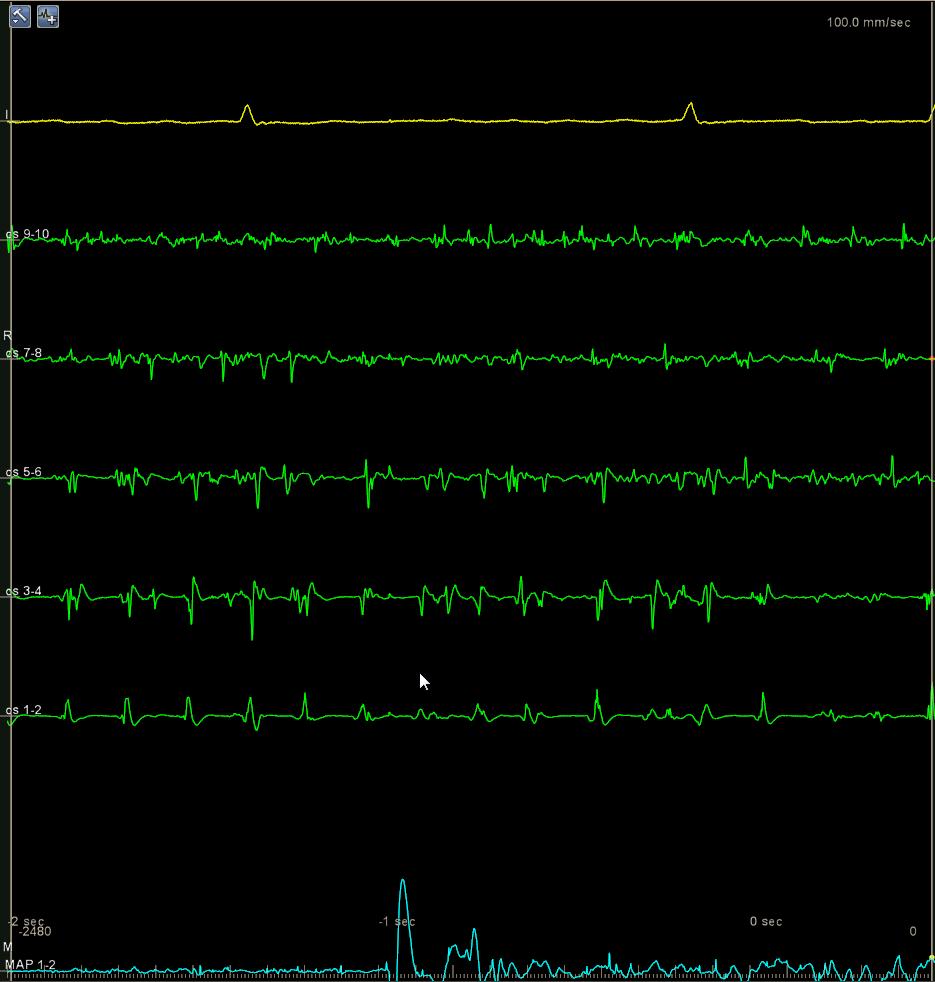 100.0 mm/sec
I
cs 9-10
R
cs 7-8
cs 5-6
cs 3-4
cs 1-2
-2 sec
-1 sec
0 sec
-2480
0
M
MAP 1-2